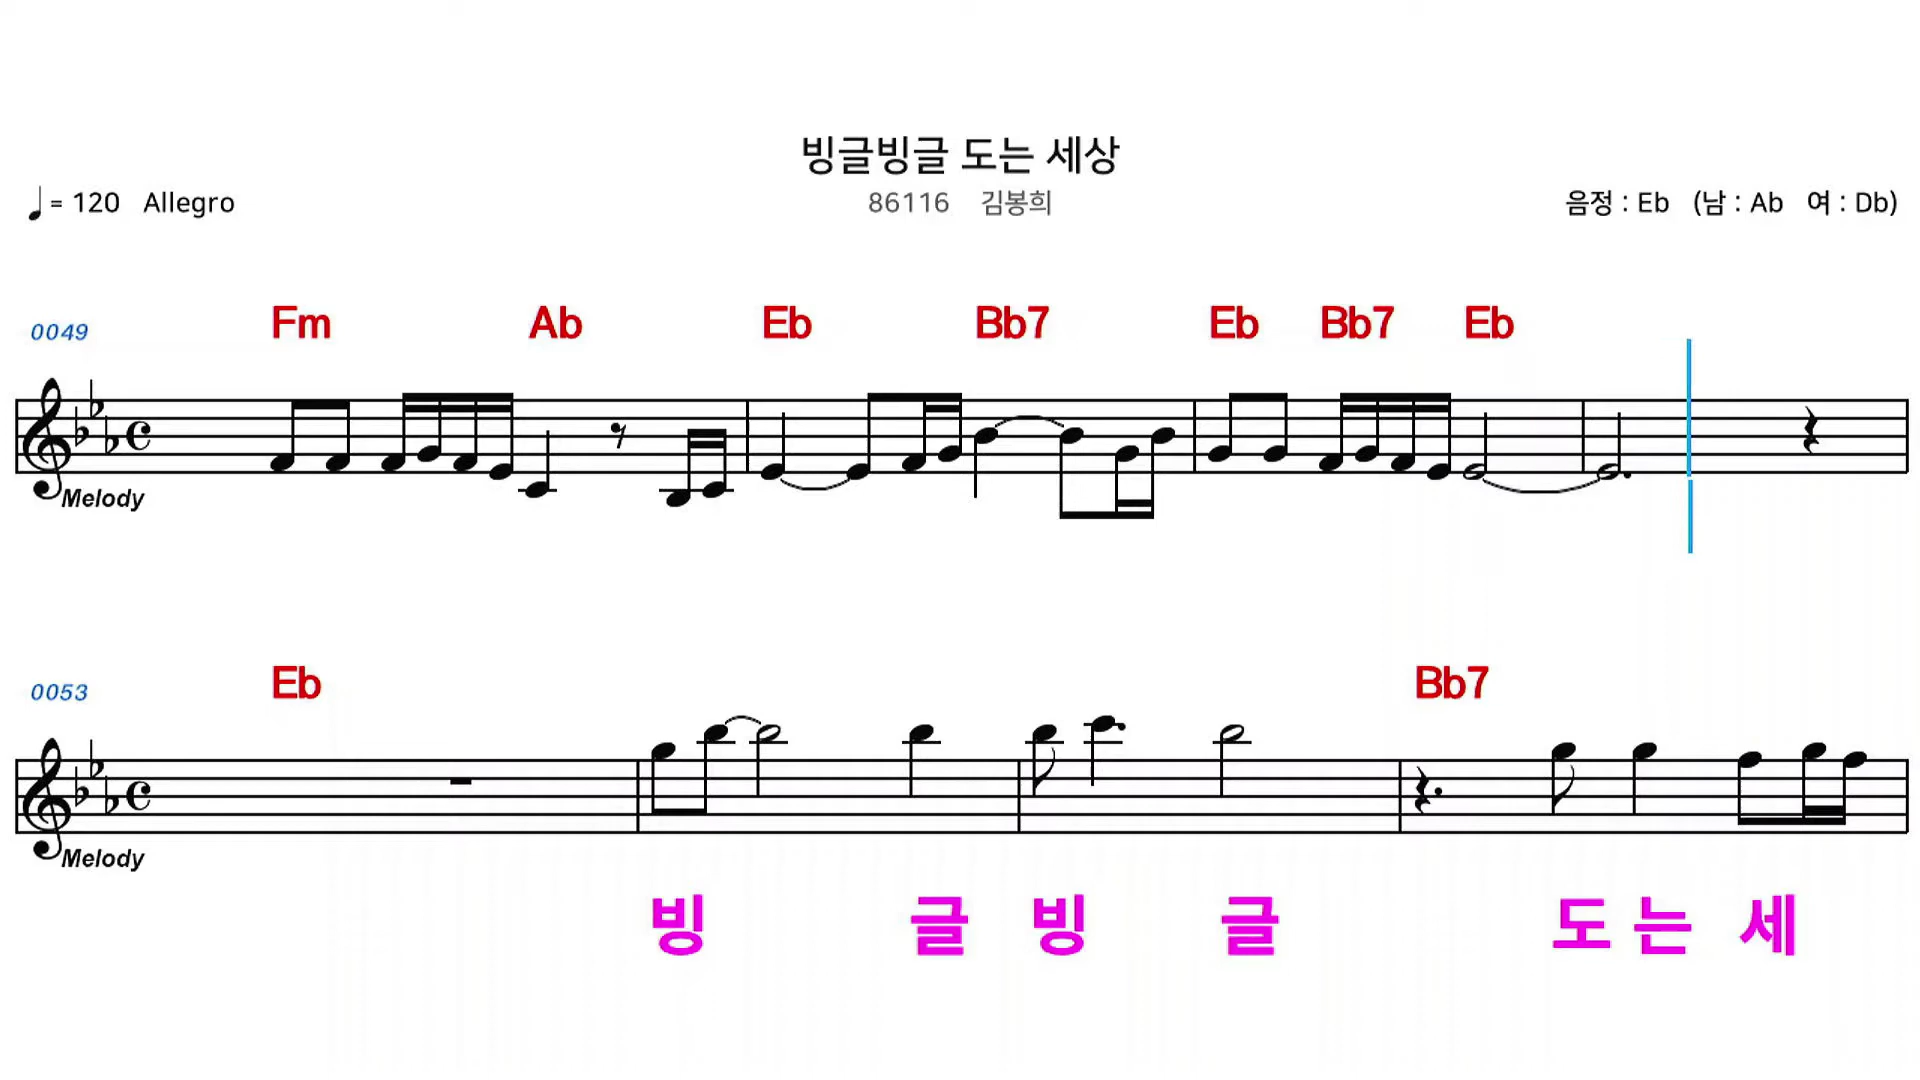 빙글빙글 도는 세상
♩= 120 Allegro 86116 김봉희 음정 : Eb (남 : Ab 여 : Db)
0049 Fm Ab Eb Bb7 Eb Bb7 Eb
Melody
0053 Eb Bb7
Melody
빙 글 빙 글 도 는 세